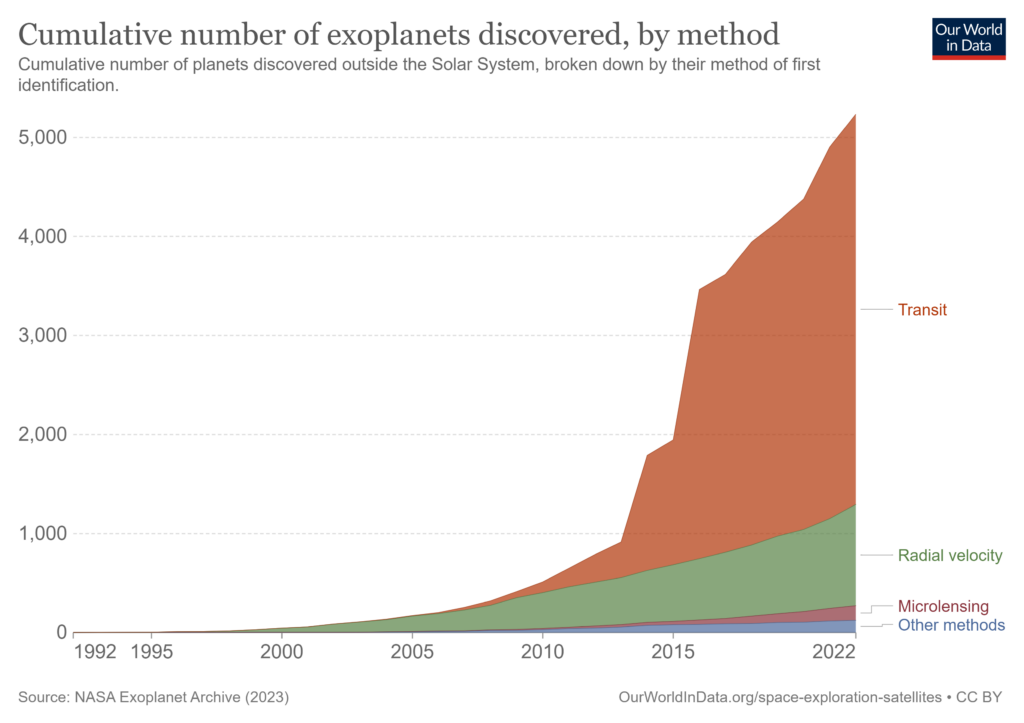 Cumulative number of exoplanets discovered, by method
Our World
in Data
Cumulative number of planets discovered outside the Solar System, broken down by their method of first
identification.
5,000
4,000
3,000
Transit
2,000
1,000
Radial velocity
Microlensing
Other methods
0
1992 1995 2000 2005 2010 2015 2022
Source: NASA Exoplanet Archive (2023)
OurWorldInData.org/space-exploration-satellites • CC BY